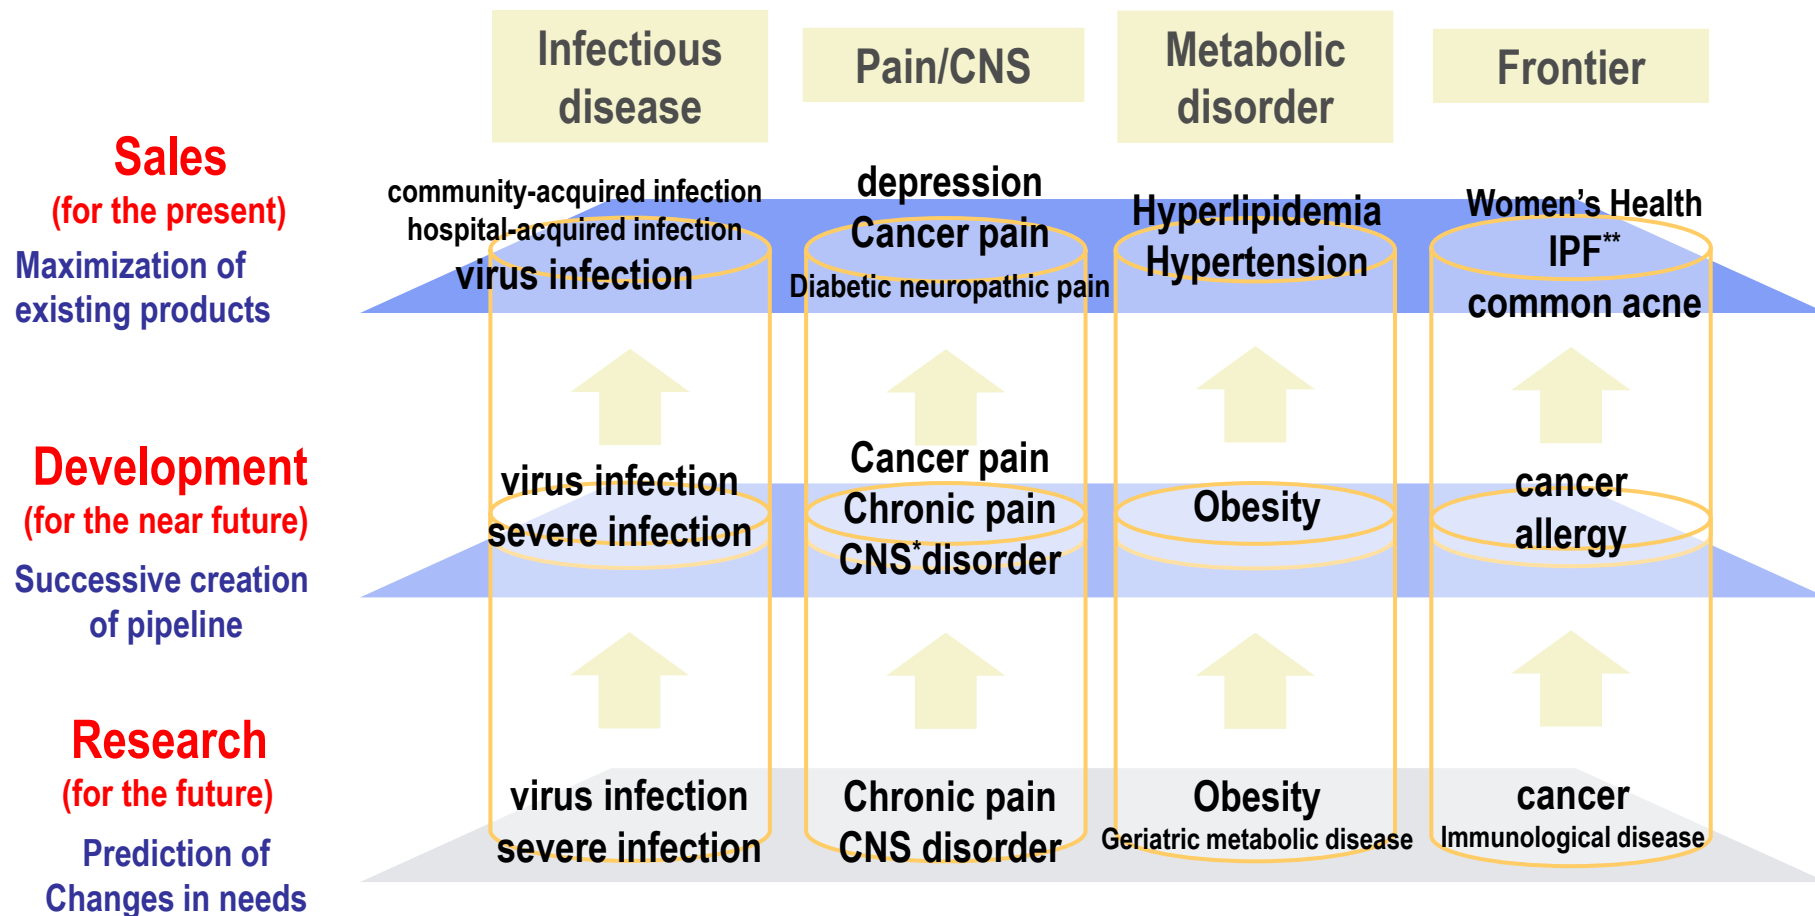 Infectious
disease
Pain/CNS
Metabolic
disorder
Frontier
Sales
(for the present)
Maximization of
existing products
community-acquired infection
hospital-acquired infection
virus infection
depression
Cancer pain
Diabetic neuropathic pain
Hyperlipidemia
Hypertension
Women’s Health
IPF**
common acne
Development
(for the near future)
Successive creation
of pipeline
virus infection
severe infection
Cancer pain
Chronic pain
CNS* disorder
Obesity
cancer
allergy
Research
(for the future)
Prediction of
Changes in needs
virus infection
severe infection
Chronic pain
CNS disorder
Obesity
Geriatric metabolic disease
cancer
Immunological disease